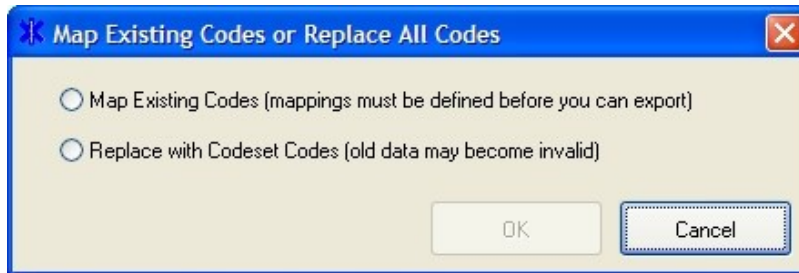 Map Existing Codes or Replace All Codes
Map Existing Codes (mappings must be defined before you can export)
Replace with Codeset Codes (old data may become invalid)
OK Cancel